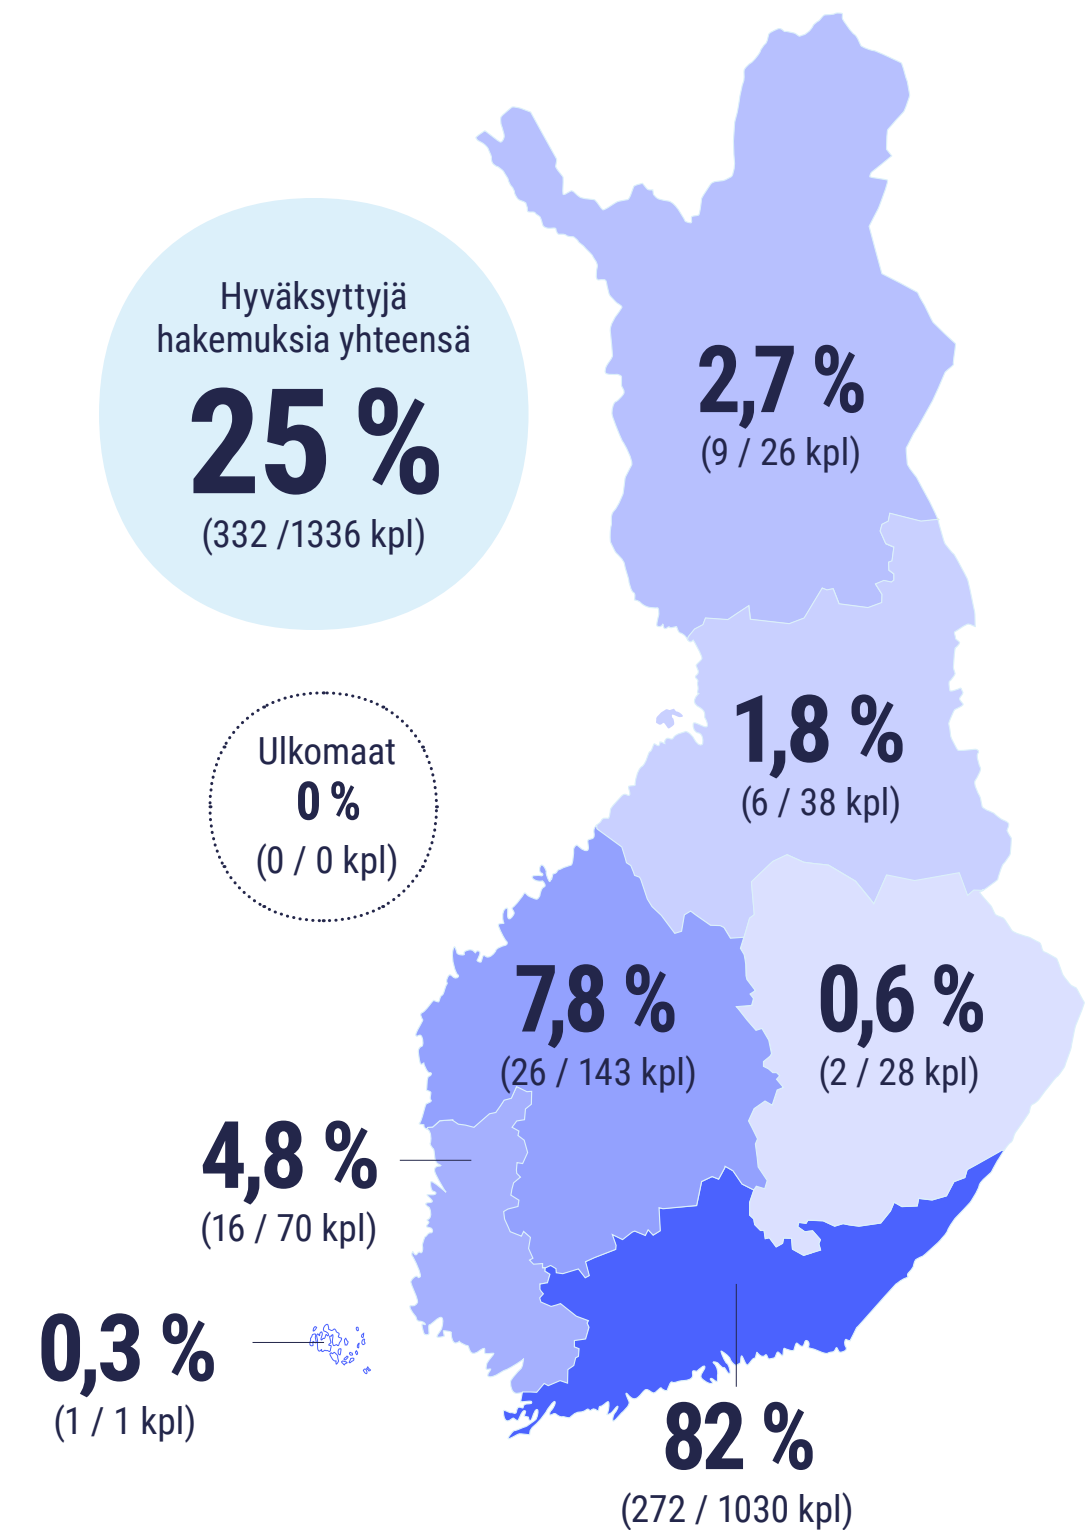 Hyväksyttyjä
hakemuksia yhteensä
25 %
(332 /1336 kpl)
2,7 %
(9 / 26 kpl)
Ulkomaat
0 %
(0 / 0 kpl)
1,8 %
(6 / 38 kpl)
7,8 %
(26 / 143 kpl)
0,6 %
(2 / 28 kpl)
4,8 %
(16 / 70 kpl)
0,3 %
(1 / 1 kpl)
82 %
(272 / 1030 kpl)